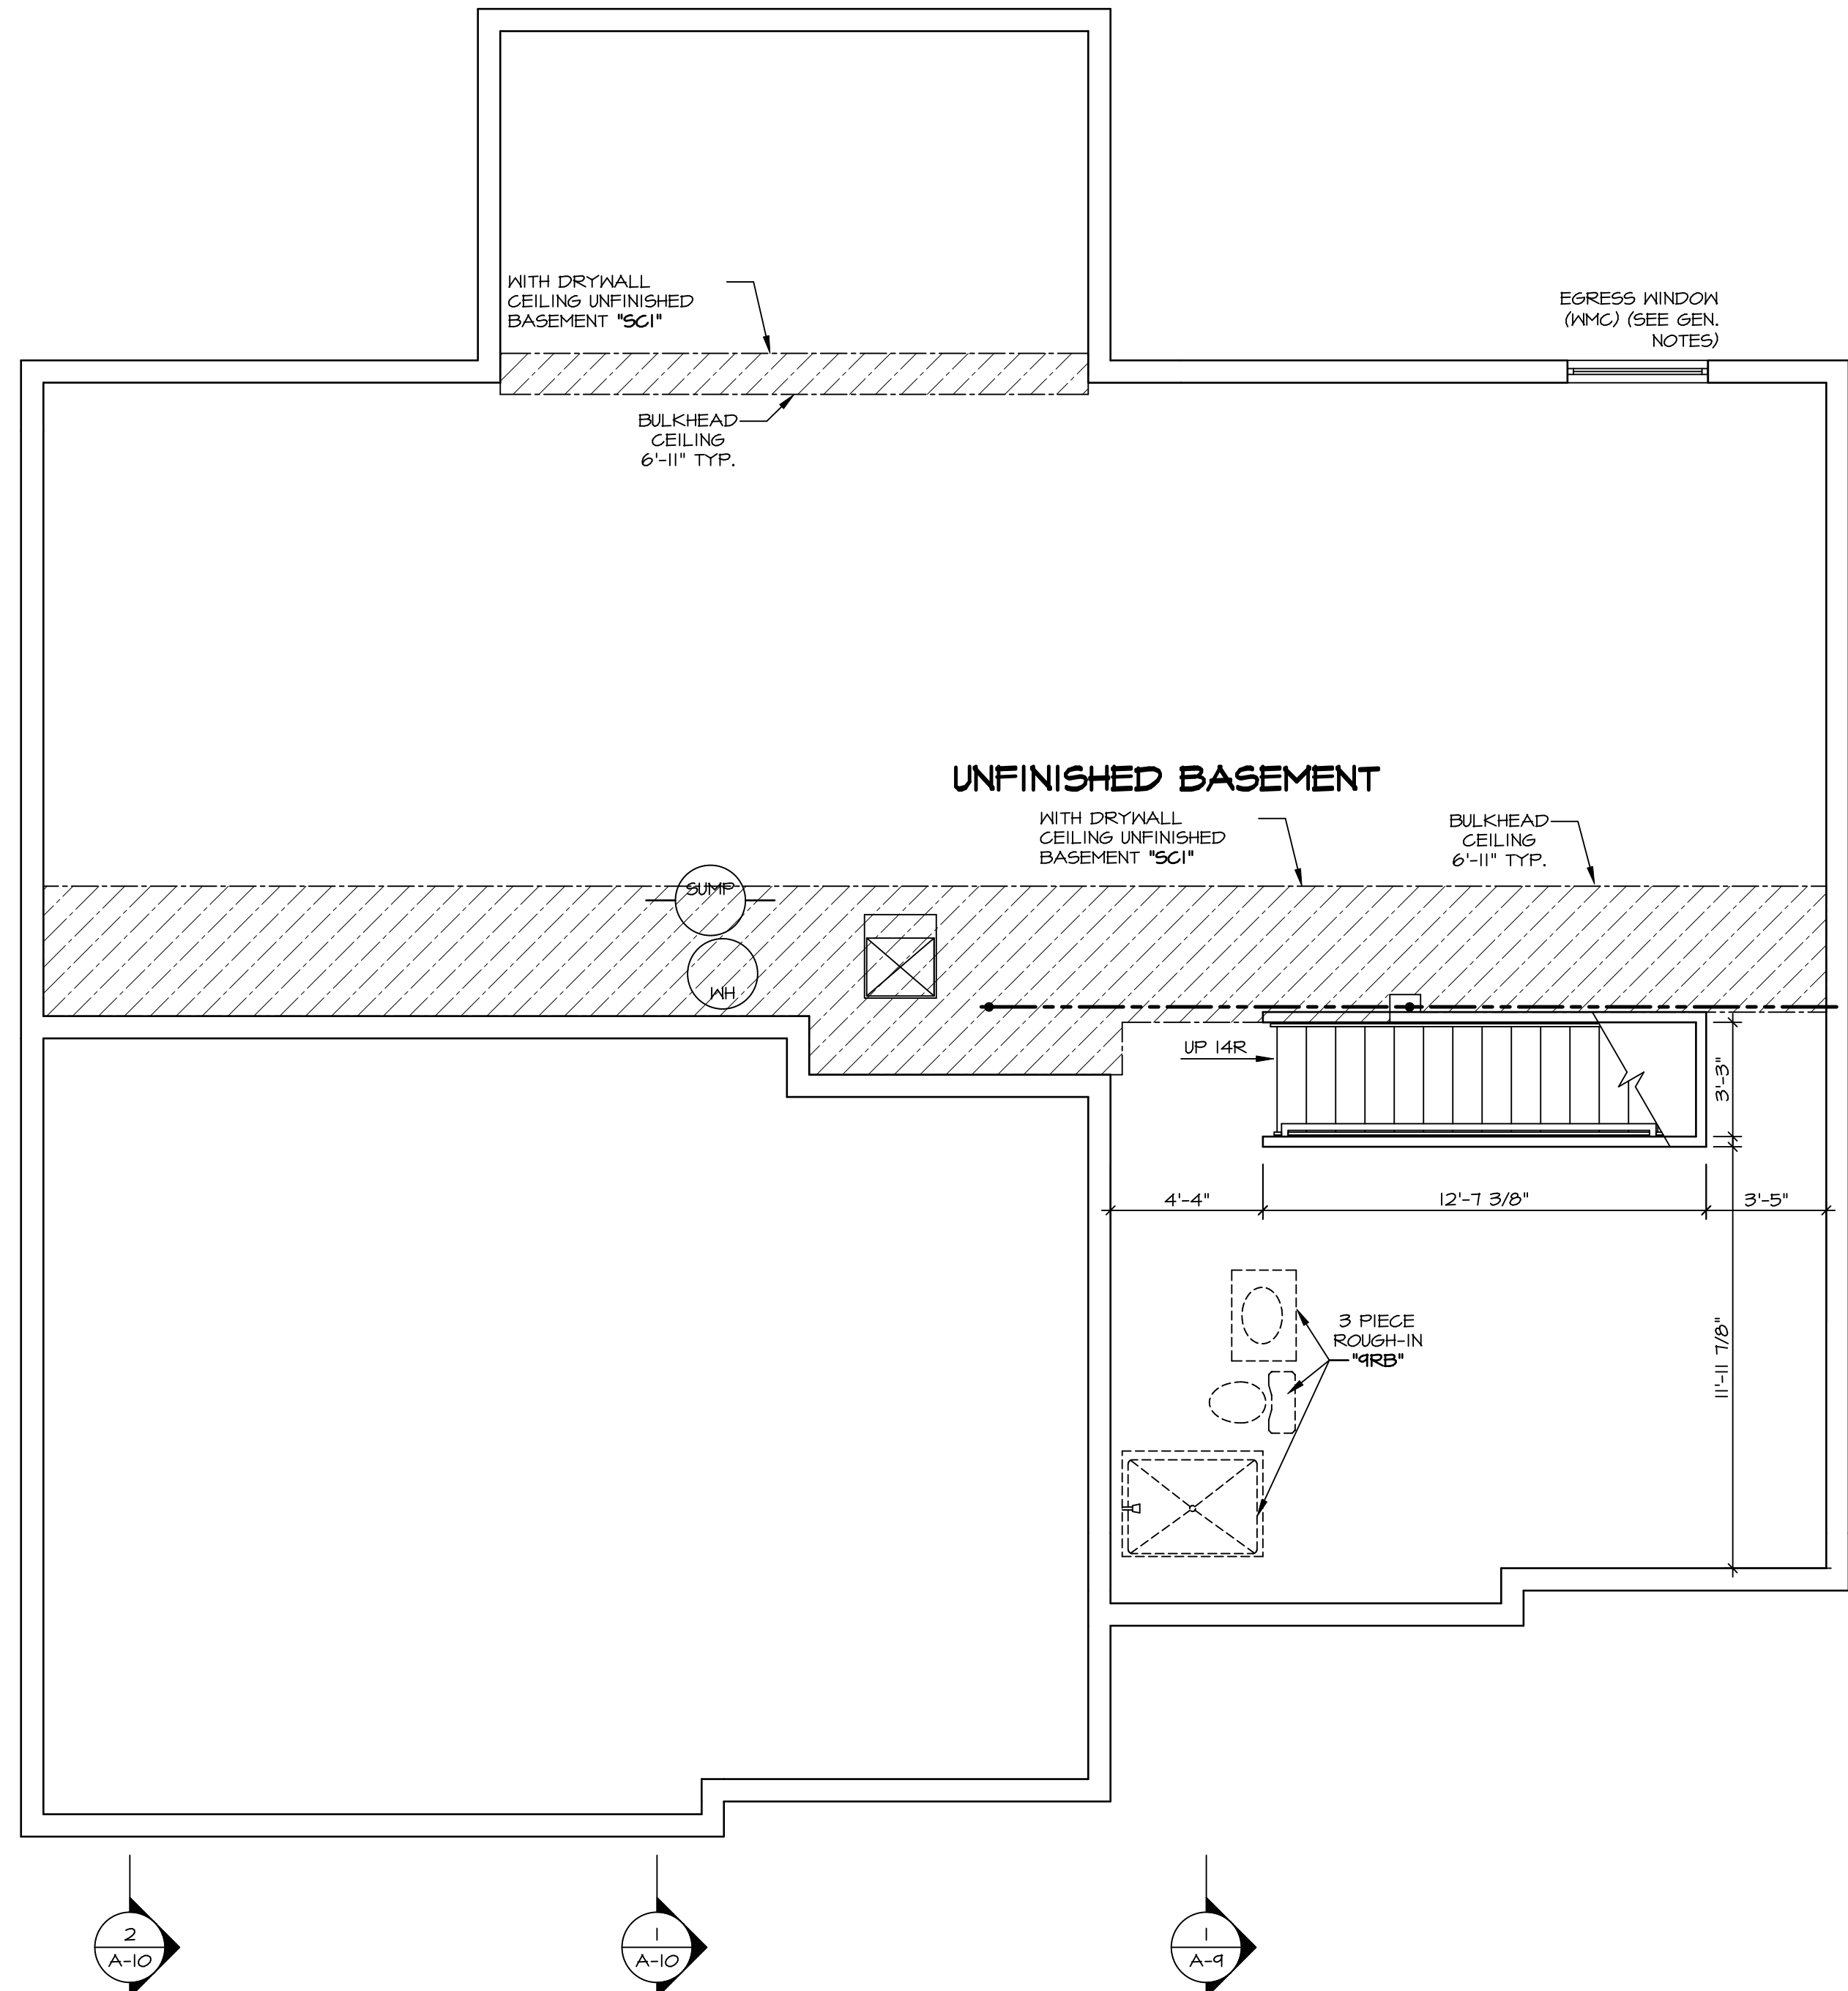 WITH DRYWALL
CEILING UNFINISHED
BASEMENT "SC1"
EGRESS WINDOW
(WMC) (SEE GEN.
NOTES)
BULKHEAD
CEILING
6'-11" TYP.
UNFINISHED BASEMENT
WITH DRYWALL
CEILING UNFINISHED
BASEMENT "SC1"
BULKHEAD
CEILING
6'-11" TYP.
SUMP
WH
UP 14R
3'-3"
4'-4"
12'-7 3/8"
3'-5"
3 PIECE
ROUGH-IN
"9RB"
11'-11 7/8"
2
A-10
1
A-10
1
A-9